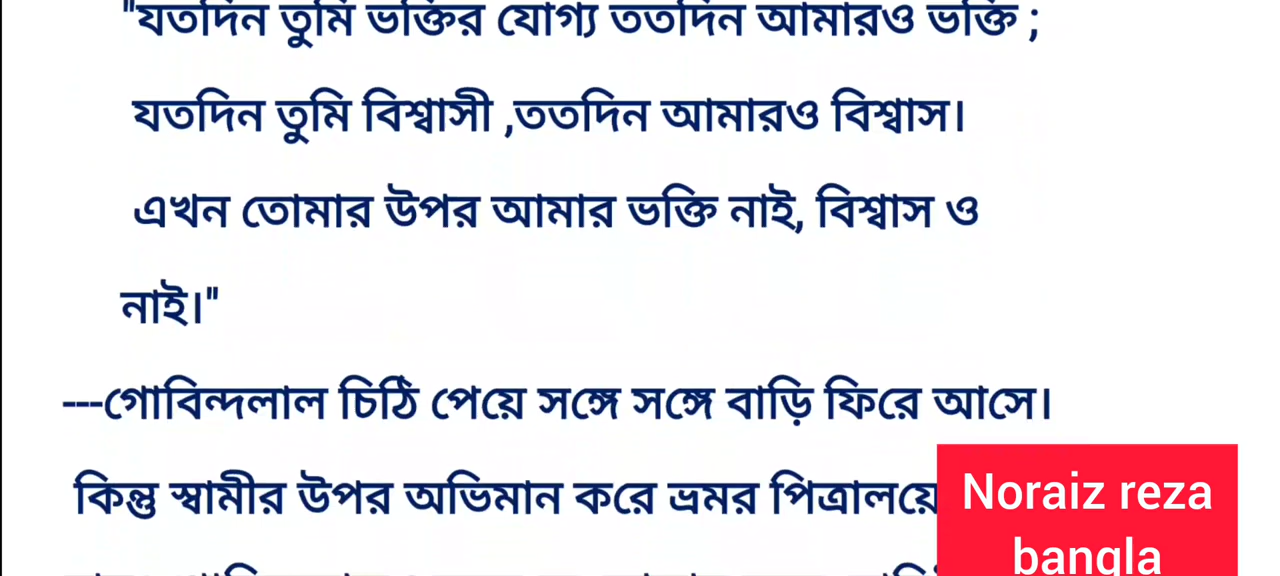 "যতদিন তুমি ভক্তির যোগ্য ততদিন আমারও ভক্তি ;
যতদিন তুমি বিশ্বাসী ,ততদিন আমারও বিশ্বাস।
এখন তোমার উপর আমার ভক্তি নাই, বিশ্বাস ও
নাই।"
---গোবিন্দলাল চিঠি পেয়ে সঙ্গে সঙ্গে বাড়ি ফিরে আসে।
কিন্তু স্বামীর উপর অভিমান করে ভ্রমর পিত্রালয়ে
Noraiz reza
bangla